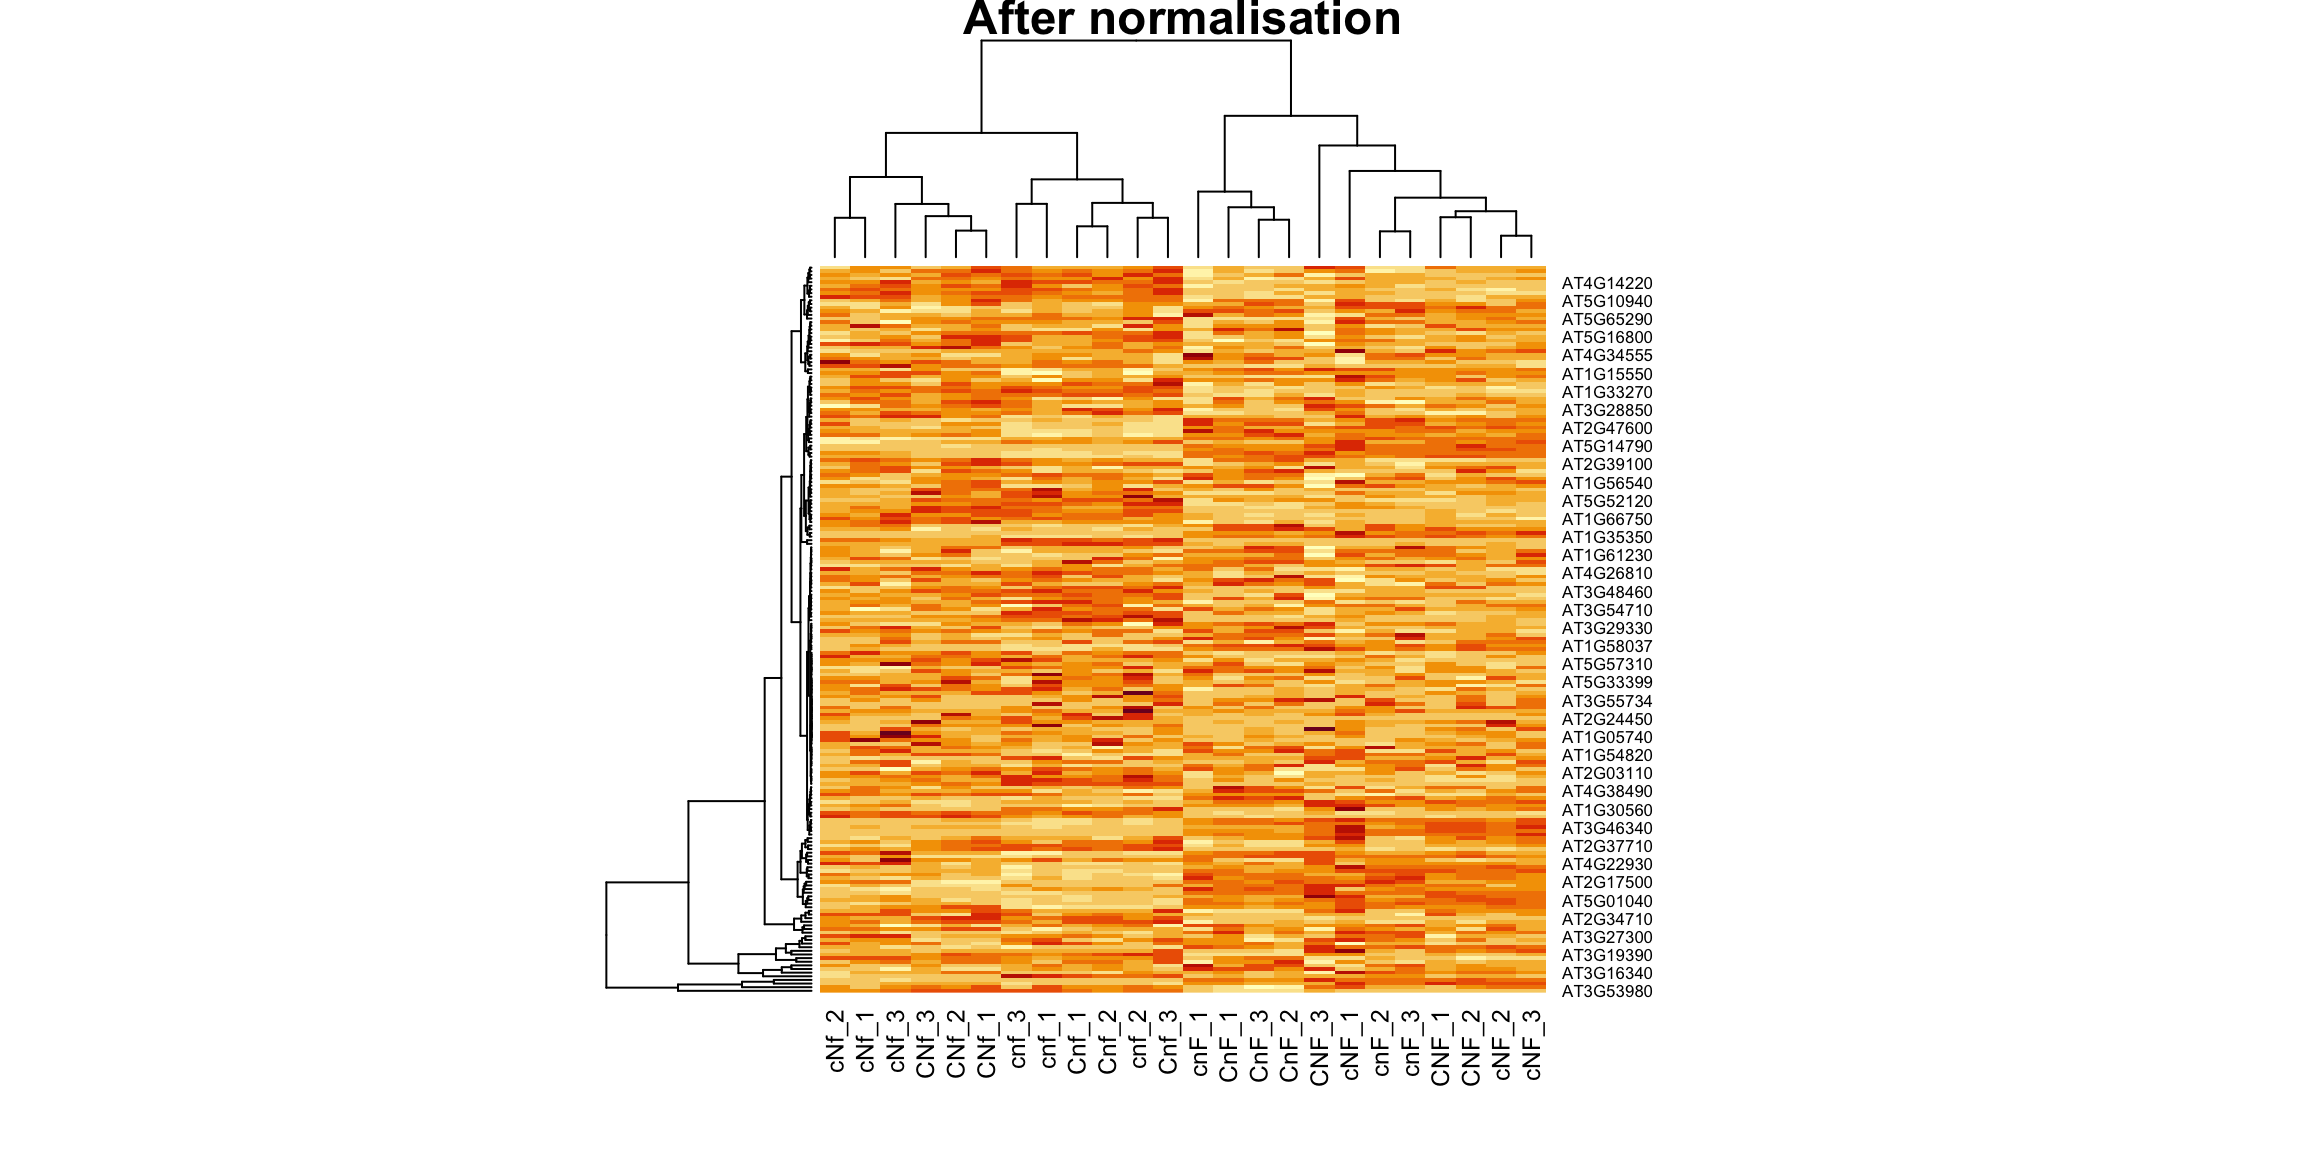 After normalisation
AT4G14220
AT5G10940
AT5G65290
AT5G16800
AT4G34555
AT1G15550
AT1G33270
AT3G28850
AT2G47600
AT5G14790
AT2G39100
AT1G56540
AT5G52120
AT1G66750
AT1G35350
AT1G61230
AT4G26810
AT3G48460
AT3G54710
AT3G29330
AT1G58037
AT5G57310
AT5G33399
AT3G55734
AT2G24450
AT1G05740
AT1G54820
AT2G03110
AT4G38490
AT1G30560
AT3G46340
AT2G37710
AT4G22930
AT2G17500
AT5G01040
AT2G34710
AT3G27300
AT3G19390
AT3G16340
AT3G53980
cNf_2
cNf_1
cNf_3
CNf_3
CNf_2
CNf_1
cnf_3
cnf_1
Cnf_1
Cnf_2
cnf_2
Cnf_3
cnF_1
CnF_1
CnF_3
CnF_2
CNF_3
cNF_1
cnF_2
cnF_3
CNF_1
CNF_2
cNF_2
cNF_3